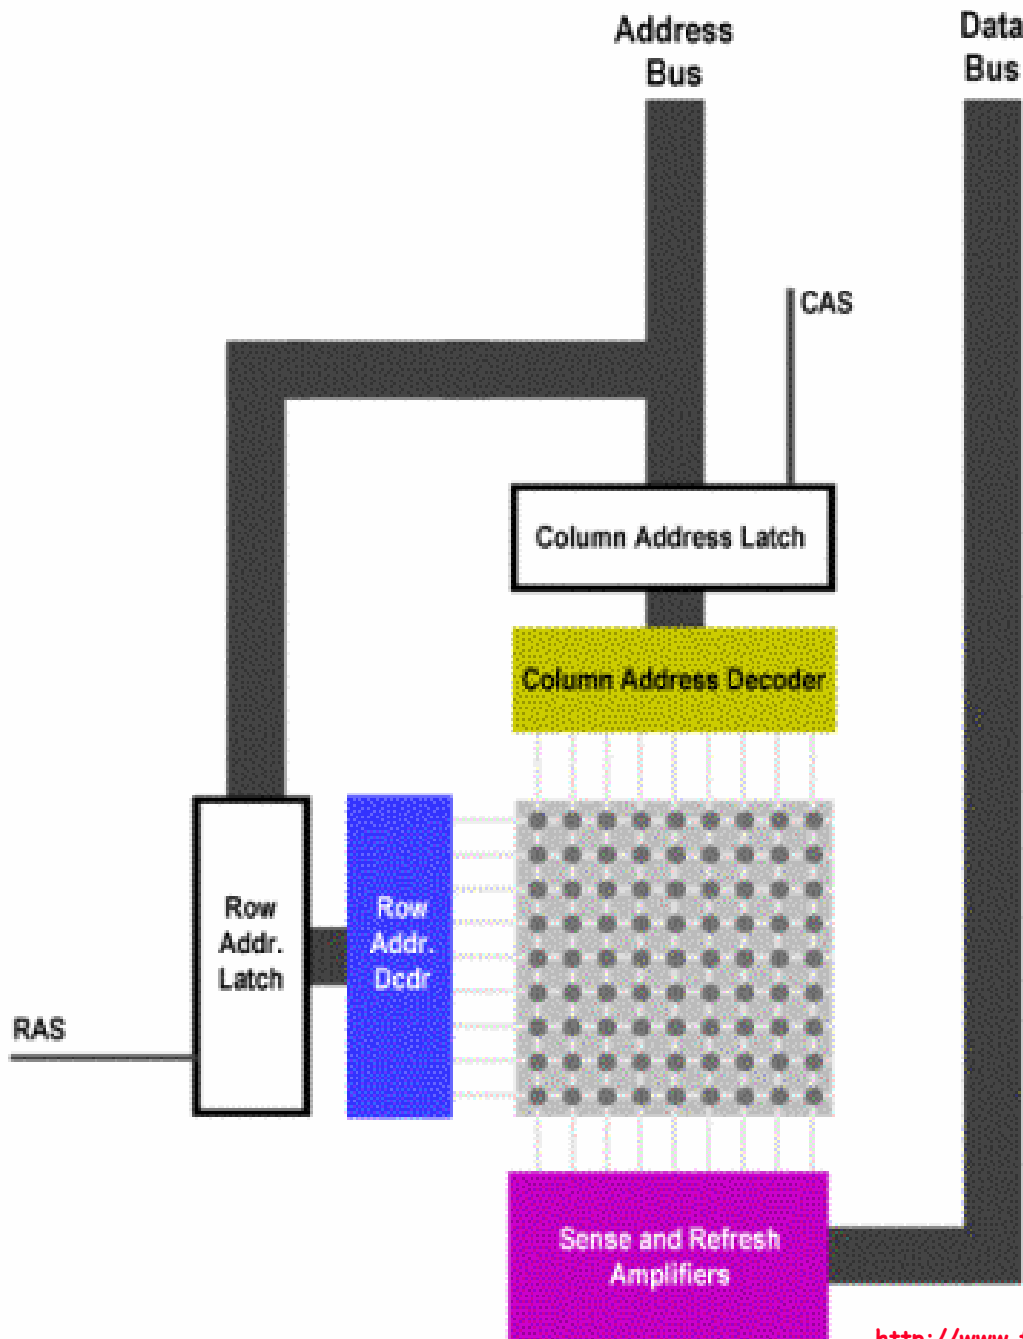 Address
Bus
Data
Bus
CAS
Column Address Latch
Column Address Decoder
Row
Addr.
Latch
Row
Addr.
Dcdr
RAS
Sense and Refresh
Amplifiers